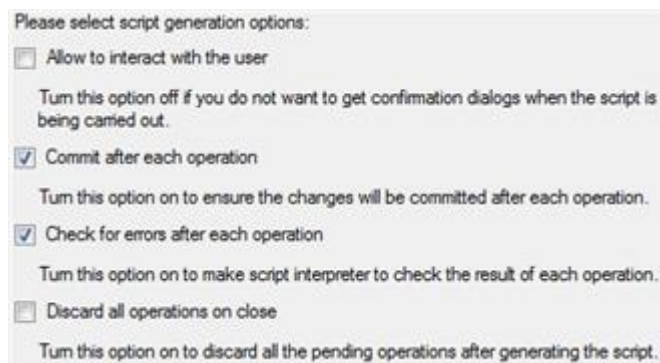 Please select script generation options:
Allow to interact with the user
Turn this option off if you do not want to get confirmation dialogs when the script is
being carried out.
Commit after each operation
Turn this option on to ensure the changes will be committed after each operation.
Check for errors after each operation
Turn this option on to make script interpreter to check the result of each operation.
Discard all operations on close
Turn this option on to discard all the pending operations after generating the script.